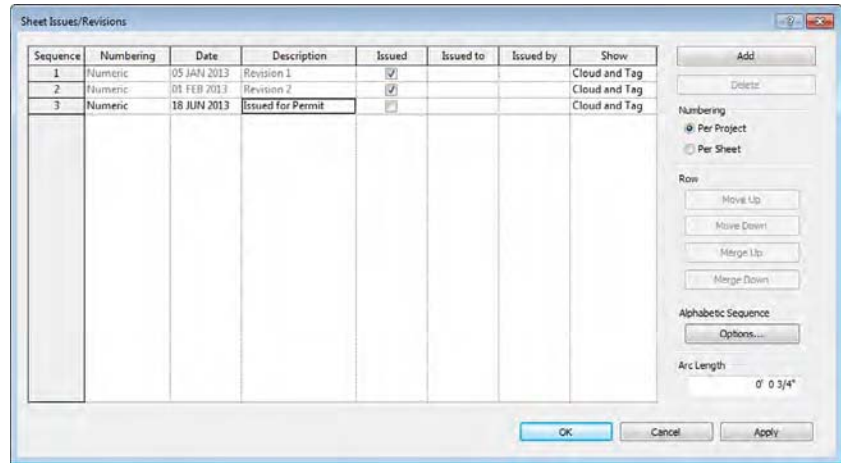 Sheet Issues/Revisions
Sequence Numbering Date Description Issued Issued to Issued by Show
1 Numeric 05 JAN 2013 Revision 1 Cloud and Tag
2 Numeric 01 FEB 2013 Revision 2 Cloud and Tag
3 Numeric 18 JUN 2013 Issued for Permit Cloud and Tag
Add
Delete
Numbering
Per Project
Per Sheet
Row
Move Up
Move Down
Merge Up
Merge Down
Alphabetic Sequence
Options...
Arc Length
0' 0 3/4"
OK Cancel Apply